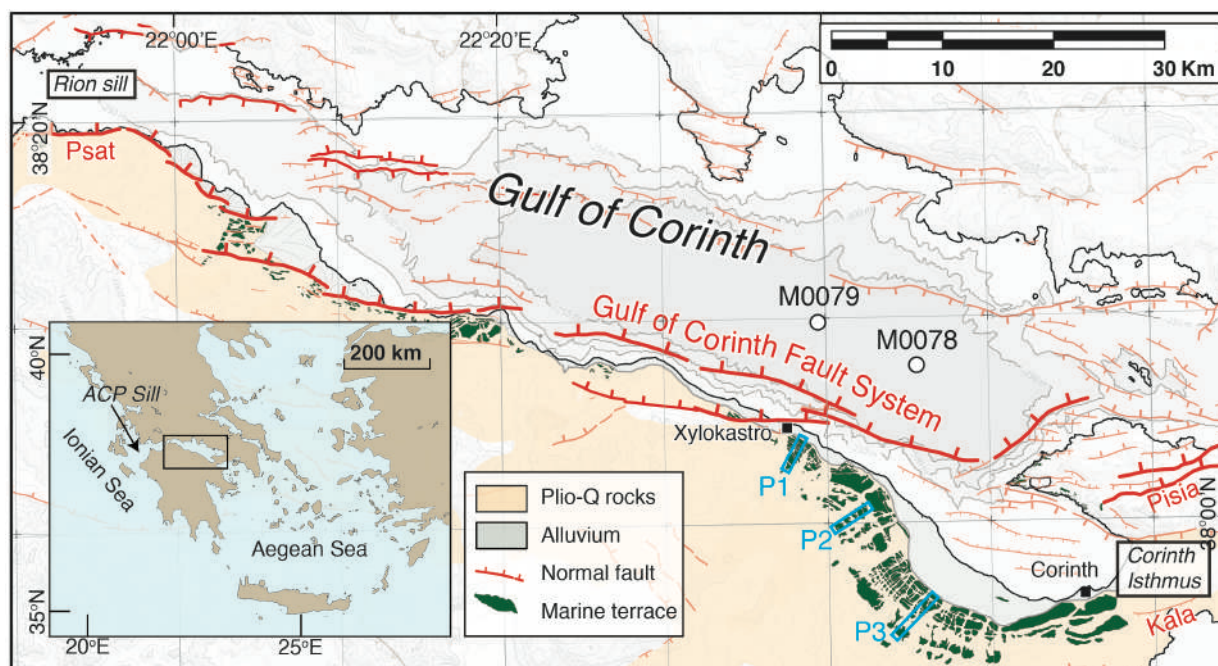 22°00'E
22°20'E
0
10
20
30 Km
Rion sill
38°20'N
Psat
Gulf of Corinth
M0079
M0078
Gulf of Corinth Fault System
40°N
200 km
ACP Sill
Ionian Sea
Aegean Sea
35°N
20°E
25°E
Plio-Q rocks
Alluvium
Normal fault
Marine terrace
Xylokastro
P1
P2
P3
Pisia
38°00'N
Corinth
Corinth
Isthmus
Kála